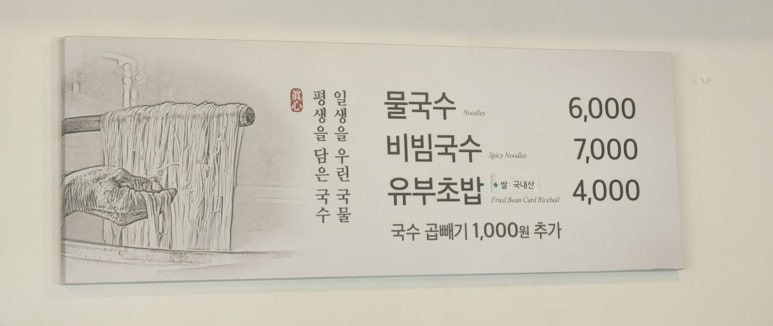 일생을 우린 국물
평생을 담은 국수
眞心
물국수 Noodles 6,000
비빔국수 Spicy Noodles 7,000
유부초밥 쌀: 국내산 Fried Bean Curd Riceball 4,000
국수 곱빼기 1,000원 추가